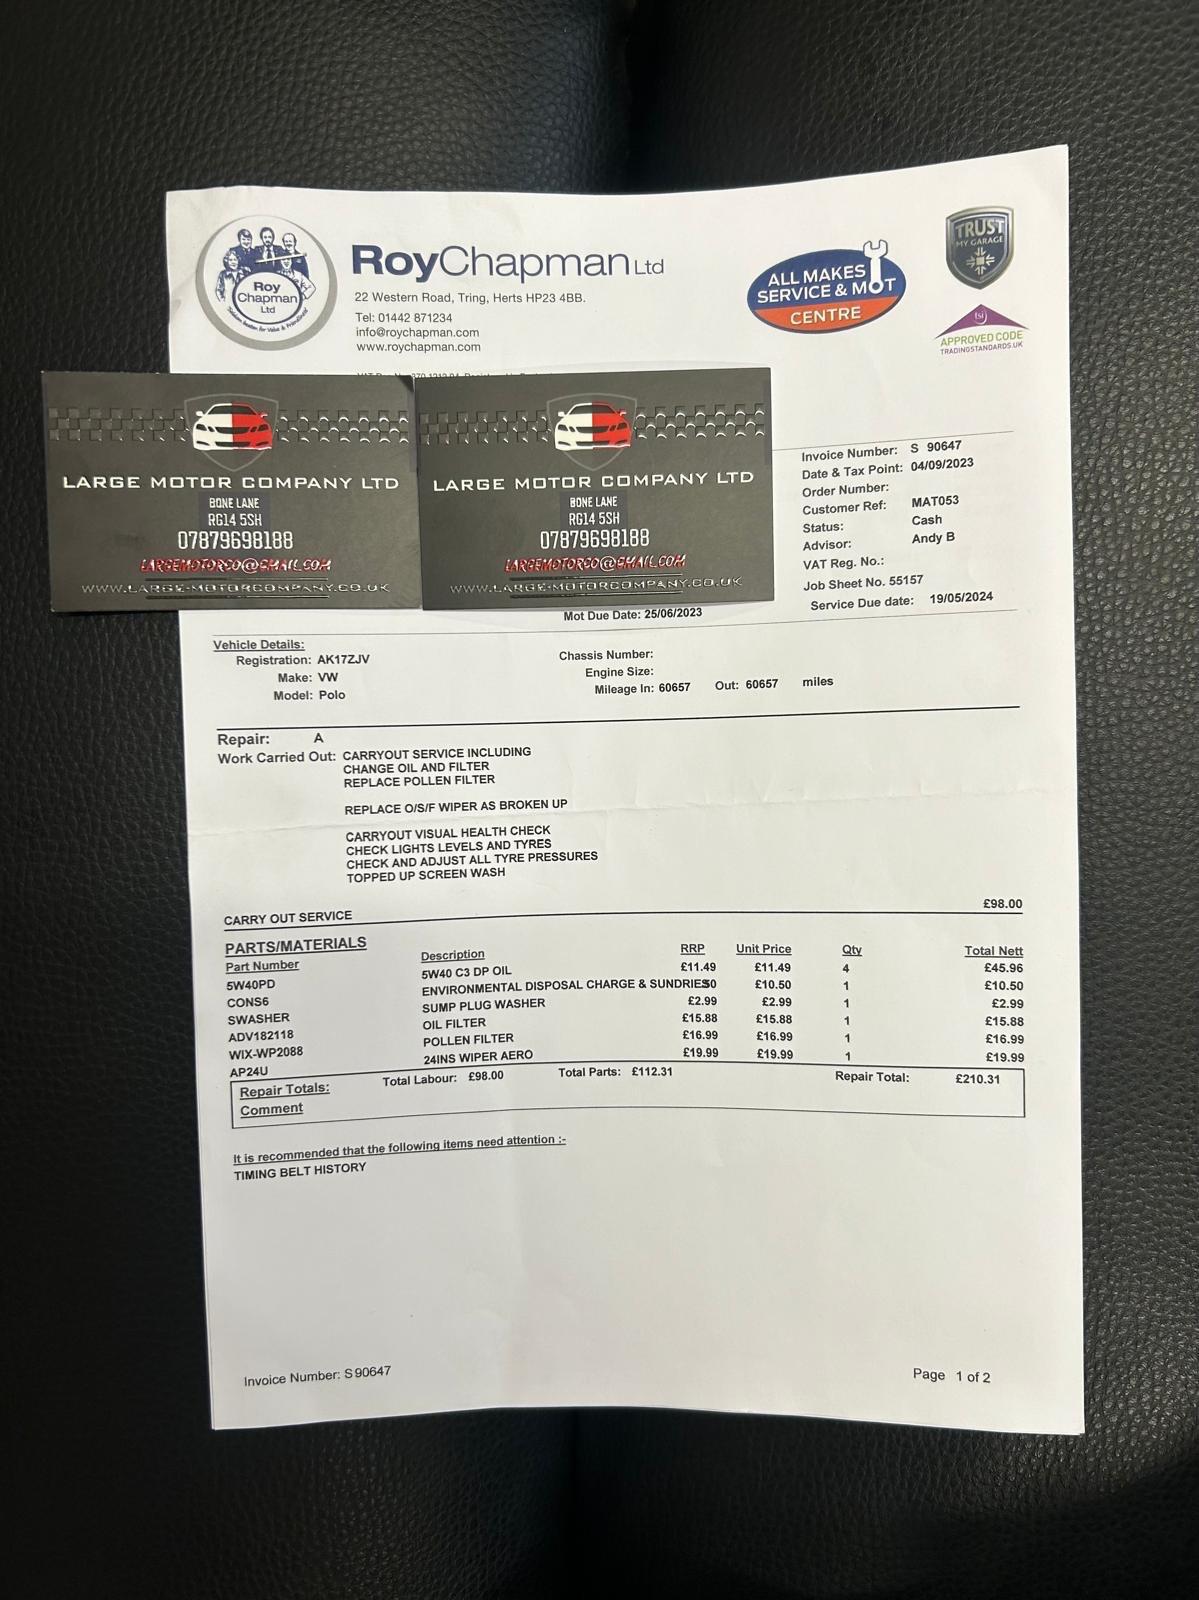 Roy
Chapman
Ltd
RoyChapman Ltd
22 Western Road, Tring, Herts HP23 4BB.
Tel: 01442 871234
info@roychapman.com
www.roychapman.com
ALL MAKES
SERVICE & MOT
CENTRE
TRUST
MY GARAGE
tsi
APPROVED CODE
TRADINGSTANDARDS.UK
LARGE MOTOR COMPANY LTD
BONE LANE
RG14 5SH
07879698188
LARGEMOTORCO@GMAIL.COM
WWW.LARGE-MOTORCOMPANY.CO.UK
LARGE MOTOR COMPANY LTD
BONE LANE
RG14 5SH
07879698188
LARGEMOTORCO@GMAIL.COM
WWW.LARGE-MOTORCOMPANY.CO.UK
Invoice Number: S 90647
Date & Tax Point: 04/09/2023
Order Number:
Customer Ref: MAT053
Status: Cash
Advisor: Andy B
VAT Reg. No.:
Job Sheet No. 55157
Mot Due Date: 25/06/2023 Service Due date: 19/05/2024
Vehicle Details:
Registration: AK17ZJV Chassis Number:
Make: VW Engine Size:
Model: Polo Mileage In: 60657 Out: 60657 miles
Repair: A
Work Carried Out: CARRYOUT SERVICE INCLUDING
CHANGE OIL AND FILTER
REPLACE POLLEN FILTER
REPLACE O/S/F WIPER AS BROKEN UP
CARRYOUT VISUAL HEALTH CHECK
CHECK LIGHTS LEVELS AND TYRES
CHECK AND ADJUST ALL TYRE PRESSURES
TOPPED UP SCREEN WASH
CARRY OUT SERVICE £98.00
PARTS/MATERIALS
Part Number Description RRP Unit Price Qty Total Nett
5W40PD 5W40 C3 DP OIL £11.49 £11.49 4 £45.96
CONS6 ENVIRONMENTAL DISPOSAL CHARGE & SUNDRIES £10.50 1 £10.50
SWASHER SUMP PLUG WASHER £2.99 £2.99 1 £2.99
ADV182118 OIL FILTER £15.88 £15.88 1 £15.88
WIX-WP2088 POLLEN FILTER £16.99 £16.99 1 £16.99
AP24U 24INS WIPER AERO £19.99 £19.99 1 £19.99
Repair Totals: Total Labour: £98.00 Total Parts: £112.31 Repair Total: £210.31
Comment
It is recommended that the following items need attention :-
TIMING BELT HISTORY
Invoice Number: S 90647 Page 1 of 2